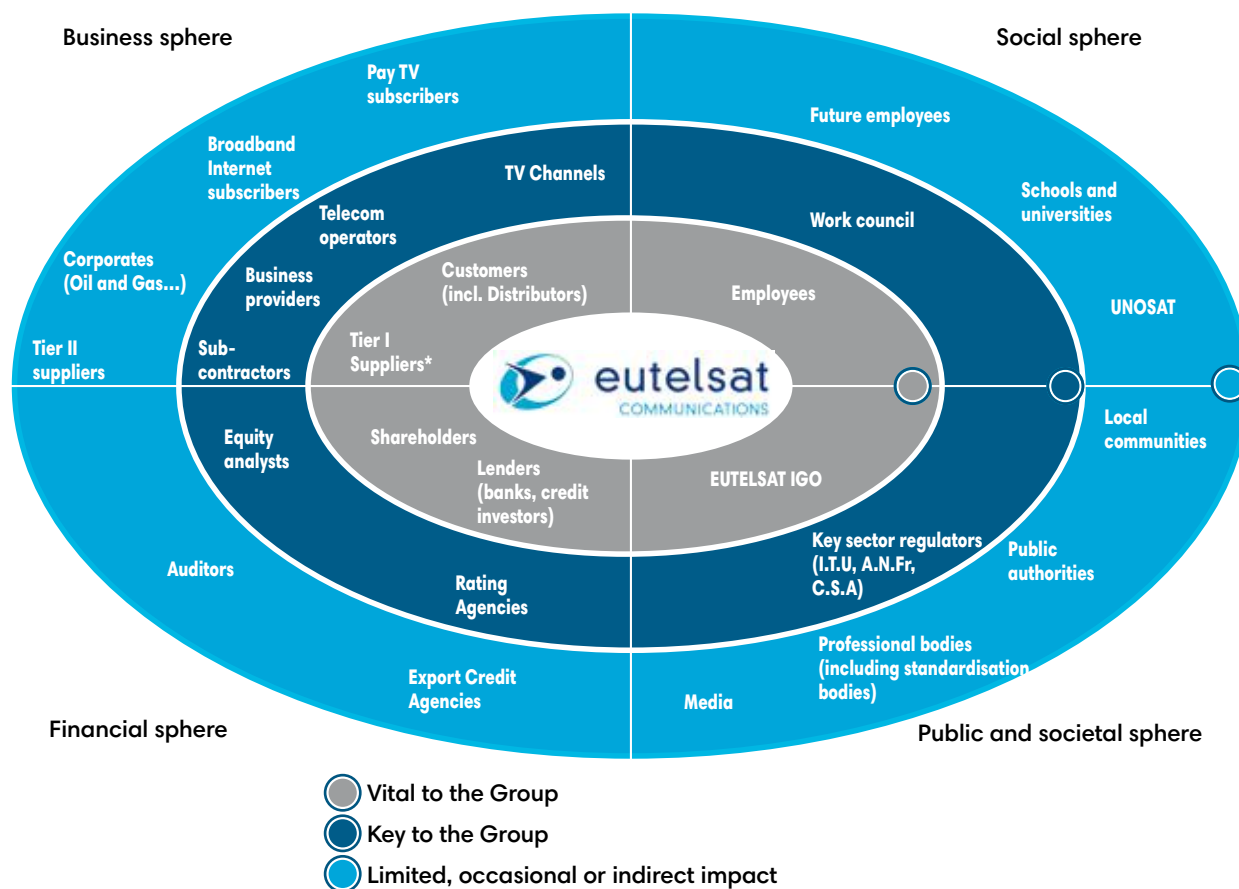 Business sphere
Social sphere
Pay TV
subscribers
Future employees
Broadband
Internet
subscribers
TV Channels
Schools and
universities
Telecom
operators
Work council
Corporates
(Oil and Gas...)
Business
providers
Customers
(incl. Distributors)
Employees
UNOSAT
Tier II
suppliers
Sub-
contractors
Tier I
Suppliers*
eutelsat
COMMUNICATIONS
Equity
analysts
Shareholders
Local
communities
Lenders
(banks, credit
investors)
EUTELSAT IGO
Auditors
Rating
Agencies
Key sector regulators
(I.T.U, A.N.Fr,
C.S.A)
Public
authorities
Export Credit
Agencies
Media
Professional bodies
(including standardisation
bodies)
Financial sphere
Public and societal sphere
Vital to the Group
Key to the Group
Limited, occasional or indirect impact